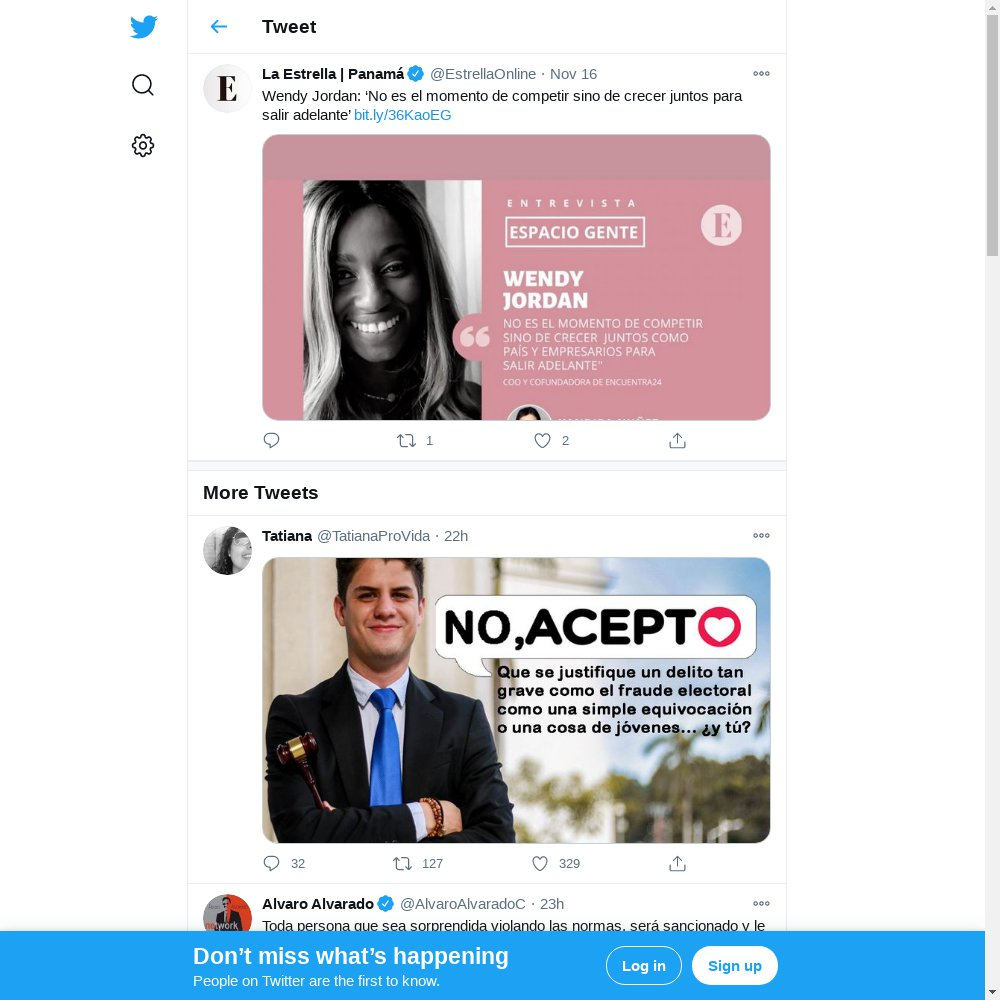 Tweet
La Estrella | Panamá @EstrellaOnline · Nov 16
Wendy Jordan: ‘No es el momento de competir sino de crecer juntos para
salir adelante’ bit.ly/36KaoEG
ENTREVISTA
ESPACIO GENTE
E
WENDY
JORDAN
NO ES EL MOMENTO DE COMPETIR
SINO DE CRECER JUNTOS COMO
PAÍS Y EMPRESARIOS PARA
SALIR ADELANTE"
COO Y COFUNDADORA DE ENCUENTRA24
1
2
More Tweets
Tatiana @TatianaProVida · 22h
NO,ACEPTO
Que se justifique un delito tan
grave como el fraude electoral
como una simple equivocación
o una cosa de jóvenes... ¿y tú?
32
127
329
Alvaro Alvarado @AlvaroAlvaradoC · 23h
Toda persona que sea sorprendida violando las normas, será sancionado y le
Don’t miss what’s happening
People on Twitter are the first to know.
Log in
Sign up